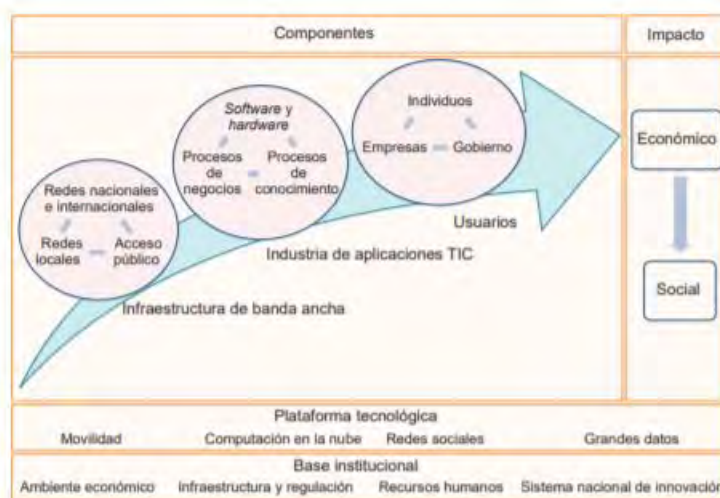 Componentes
Impacto
Redes nacionales
e internacionales
Redes
locales
Acceso
público
Infraestructura de banda ancha
Software y
hardware
Procesos
de
negocios
Procesos
de
conocimiento
Industria de aplicaciones TIC
Individuos
Empresas
Gobierno
Usuarios
Económico
Social
Plataforma tecnológica
Movilidad
Computación en la nube
Redes sociales
Grandes datos
Base institucional
Ambiente económico
Infraestructura y regulación
Recursos humanos
Sistema nacional de innovación